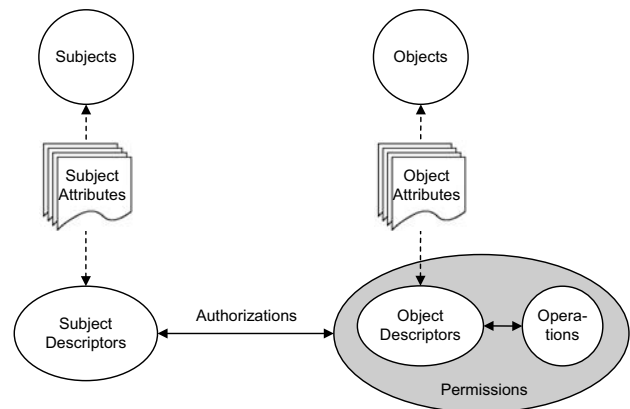 Subjects
Objects
Subject
Attributes
Object
Attributes
Subject
Descriptors
Authorizations
Object
Descriptors
Opera-
tions
Permissions